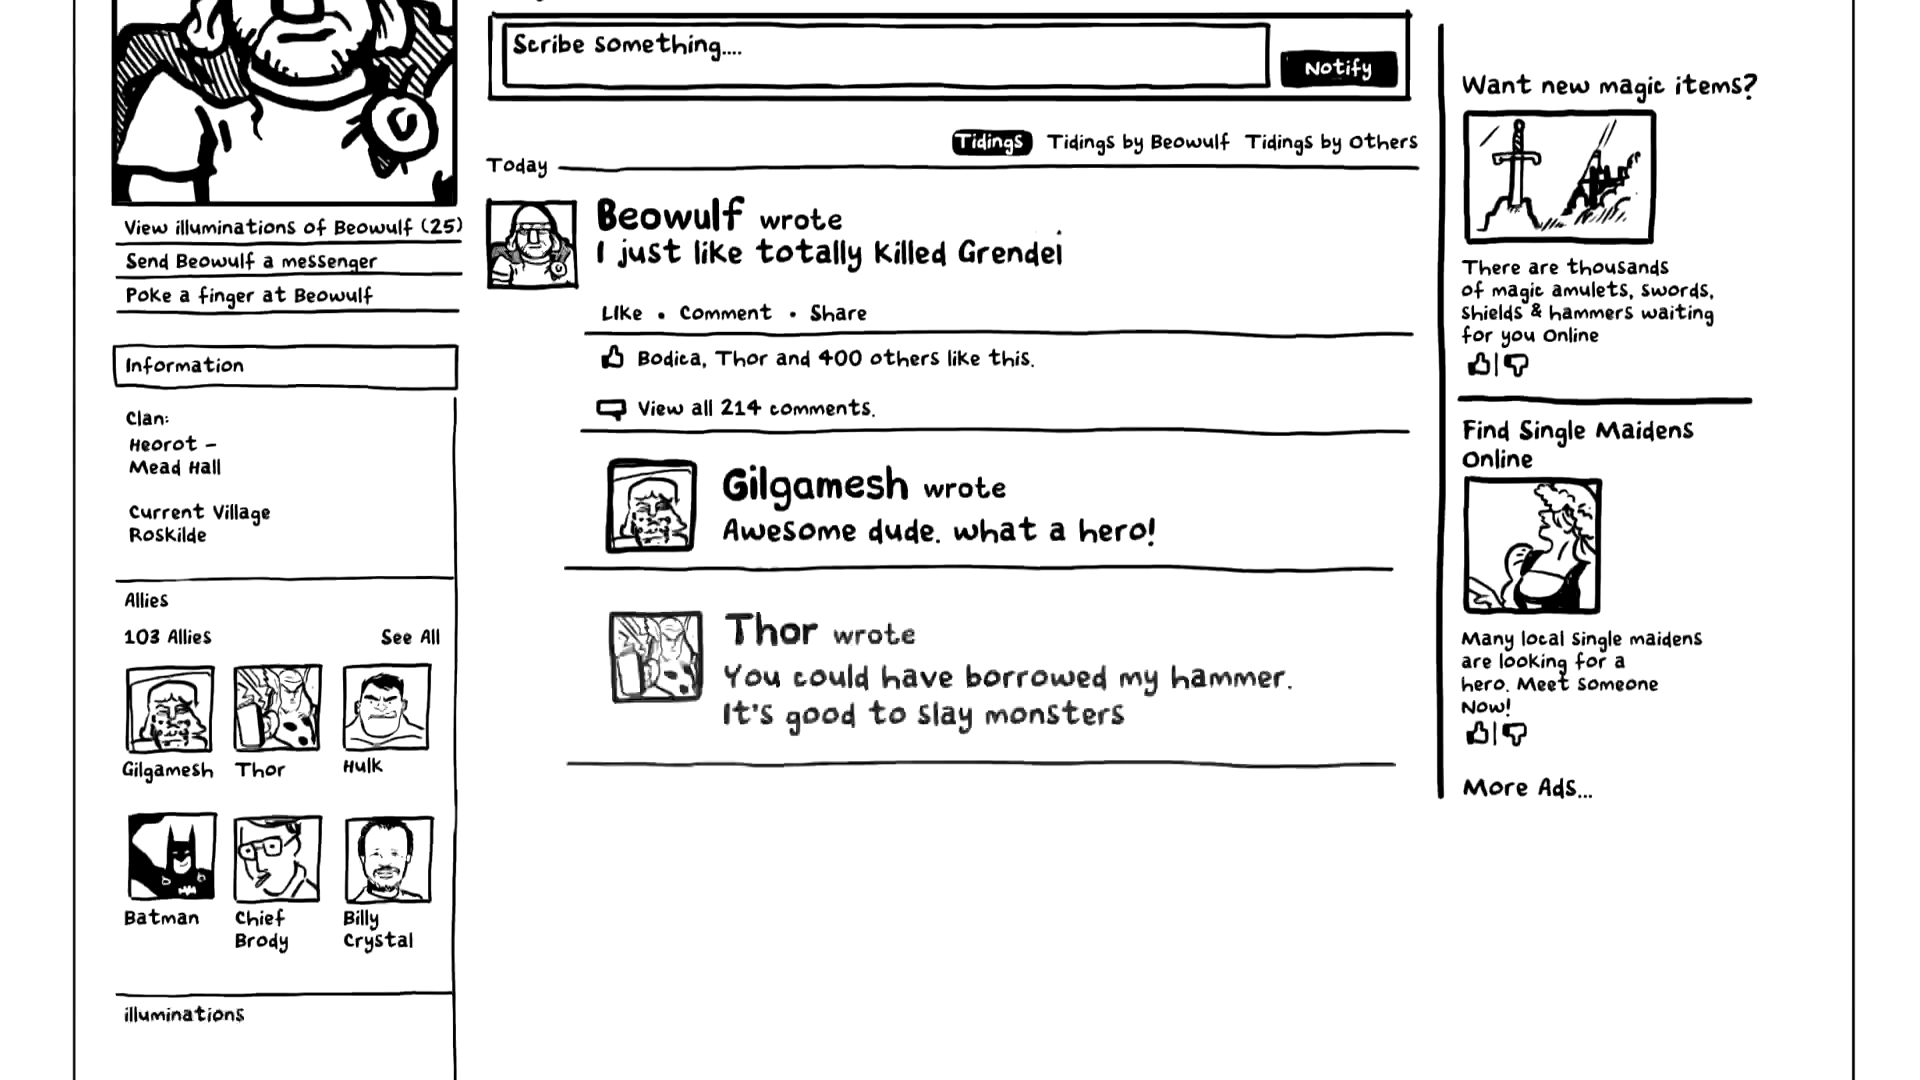 Scribe something....
Notify
Tidings Tidings by Beowulf Tidings by Others
Today
Beowulf wrote
I just like totally Killed Grendel
Like • Comment • Share
Bodica, Thor and 400 others like this.
View all 214 comments.
Gilgamesh wrote
Awesome dude. what a hero!
Thor wrote
You could have borrowed my hammer.
It's good to slay monsters
View illuminations of Beowulf (25)
Send Beowulf a messenger
Poke a finger at Beowulf
Information
Clan:
Heorot –
Mead Hall
Current Village
Roskilde
Allies
103 Allies See All
Gilgamesh Thor Hulk
Batman Chief Billy
Brody Crystal
illuminations
Want new magic items?
There are thousands
of magic amulets, swords,
shields & hammers waiting
for you Online
Find Single Maidens
Online
Many local single maidens
are looking for a
hero. Meet someone
Now!
More Ads...